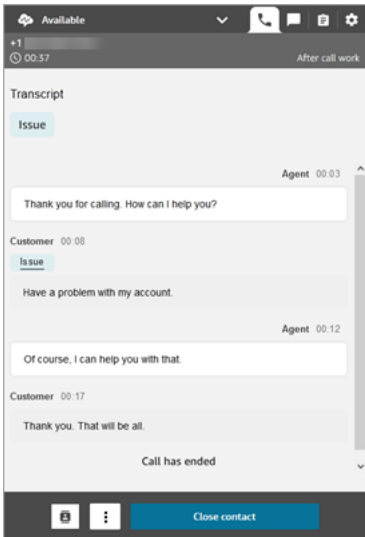 Available
+1
00:37
After call work
Transcript
Issue
Agent 00:03
Thank you for calling. How can I help you?
Customer 00:08
Issue
Have a problem with my account.
Agent 00:12
Of course, I can help you with that.
Customer 00:17
Thank you. That will be all.
Call has ended
Close contact